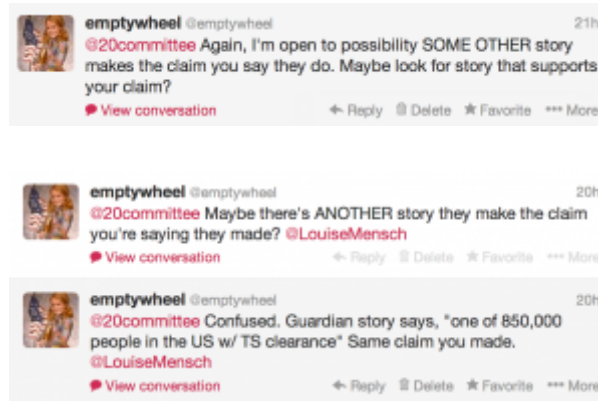 emptywheel @emptywheel 21h
@20committee Again, I'm open to possibility SOME OTHER story
makes the claim you say they do. Maybe look for story that supports
your claim?
View conversation Reply Delete Favorite More
emptywheel @emptywheel 20h
@20committee Maybe there's ANOTHER story they make the claim
you're saying they made? @LouiseMensch
View conversation Reply Delete Favorite More
emptywheel @emptywheel 20h
@20committee Confused. Guardian story says, "one of 850,000
people in the US w/ TS clearance" Same claim you made.
@LouiseMensch
View conversation Reply Delete Favorite More